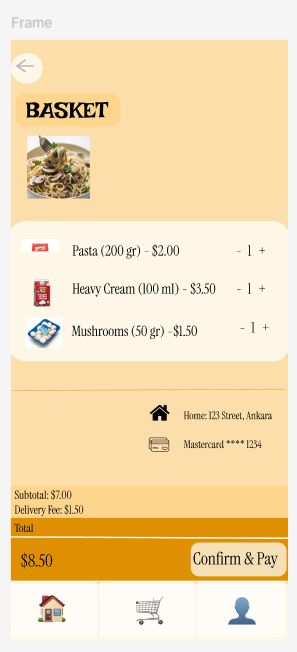 Frame
BASKET
Pasta (200 gr) - $2.00 - 1 +
Heavy Cream (100 ml) - $3.50 - 1 +
Mushrooms (50 gr) -$1.50 - 1 +
Home: 123 Street, Ankara
Mastercard **** 1234
Subtotal: $7.00
Delivery Fee: $1.50
Total
$8.50
Confirm & Pay